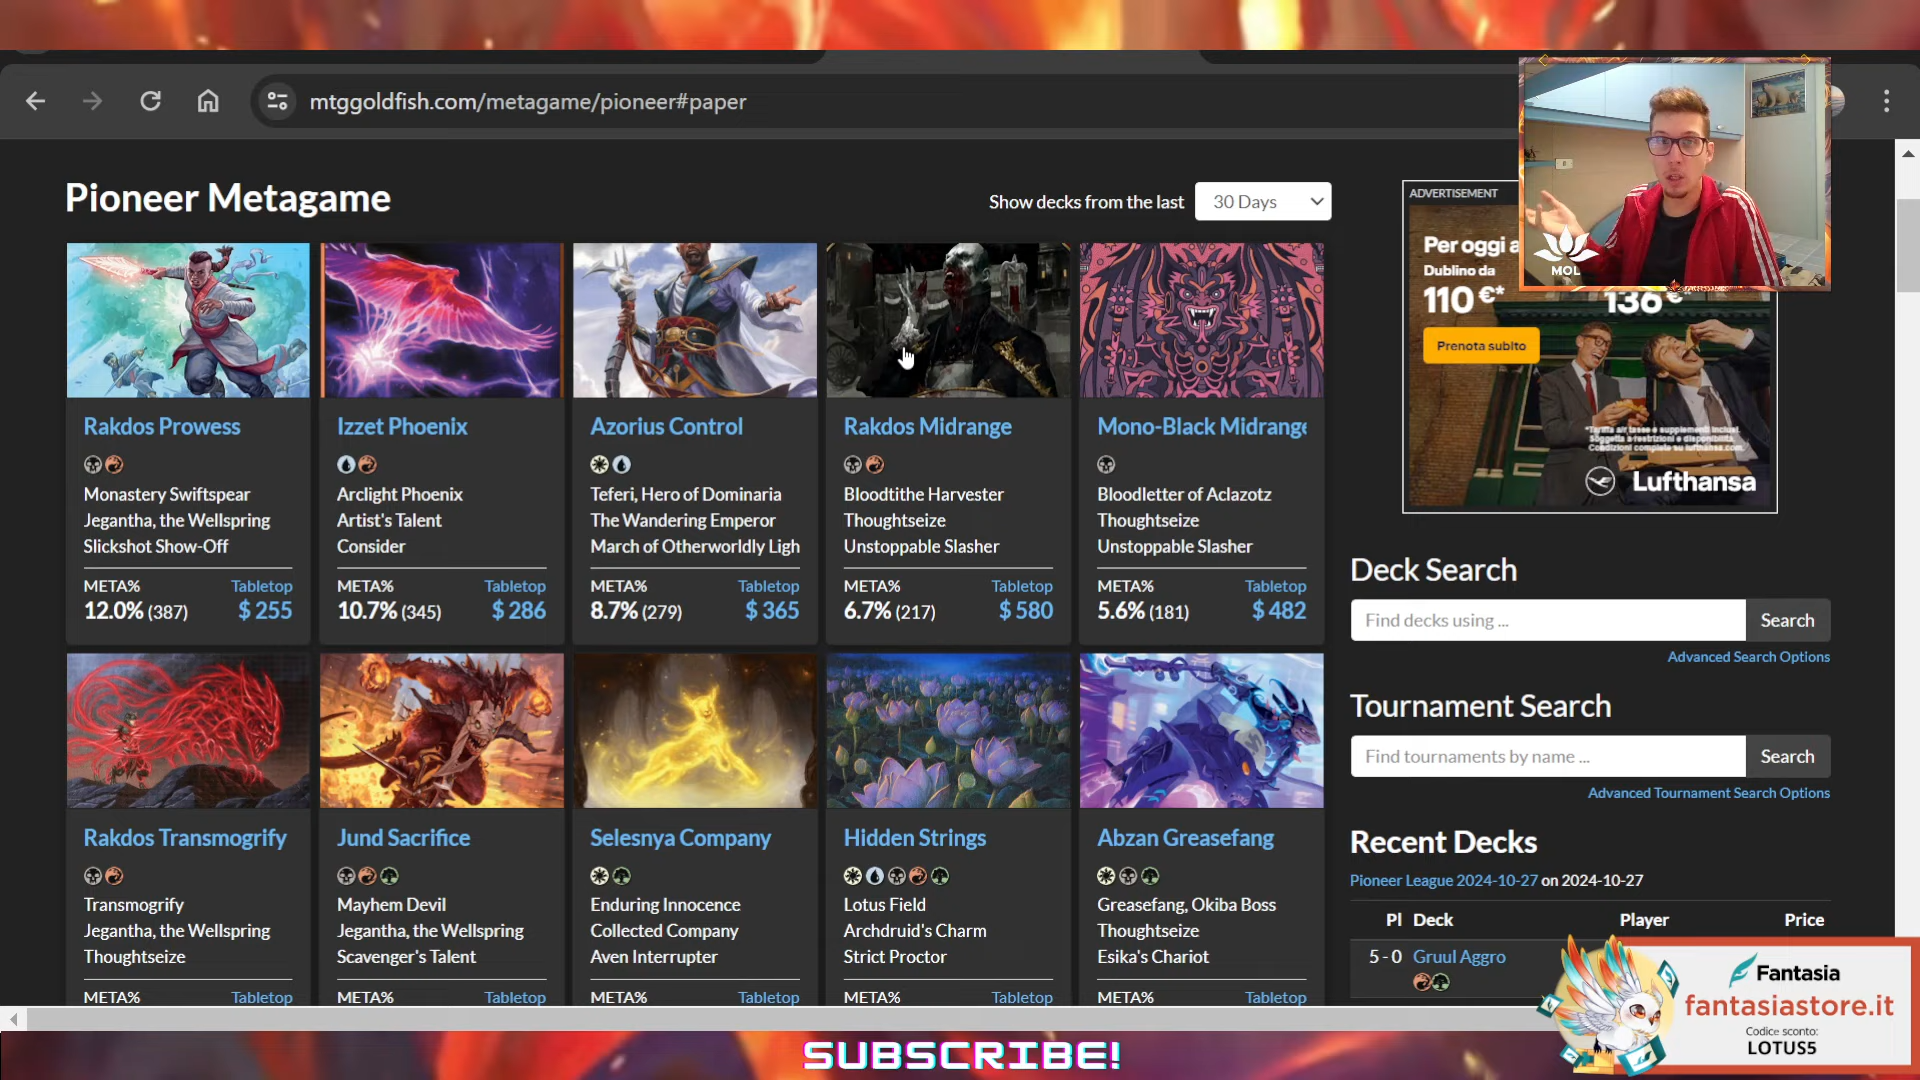 mtggoldfish.com/metagame/pioneer#paper
Pioneer Metagame
Show decks from the last
30 Days
Rakdos Prowess
Monastery Swiftspear
Jegantha, the Wellspring
Slickshot Show-Off
META%
Tabletop
12.0% (387)
$ 255
Izzet Phoenix
Arclight Phoenix
Artist's Talent
Consider
META%
Tabletop
10.7% (345)
$ 286
Azorius Control
Teferi, Hero of Dominaria
The Wandering Emperor
March of Otherworldly Ligh
META%
Tabletop
8.7% (279)
$ 365
Rakdos Midrange
Bloodtithe Harvester
Thoughtseize
Unstoppable Slasher
META%
Tabletop
6.7% (217)
$ 580
Mono-Black Midrange
Bloodletter of Aclazotz
Thoughtseize
Unstoppable Slasher
META%
Tabletop
5.6% (181)
$ 482
Rakdos Transmogrify
Transmogrify
Jegantha, the Wellspring
Thoughtseize
META%
Tabletop
Jund Sacrifice
Mayhem Devil
Jegantha, the Wellspring
Scavenger's Talent
META%
Tabletop
Selesnya Company
Enduring Innocence
Collected Company
Aven Interrupter
META%
Tabletop
Hidden Strings
Lotus Field
Archdruid's Charm
Strict Proctor
META%
Tabletop
Abzan Greasefang
Greasefang, Okiba Boss
Thoughtseize
Esika's Chariot
META%
Tabletop
ADVERTISEMENT
Per oggi a
Dublino da
110 €*
136 €*
Prenota subito
Lufthansa
MOL
Deck Search
Find decks using ...
Search
Advanced Search Options
Tournament Search
Find tournaments by name ...
Search
Advanced Tournament Search Options
Recent Decks
Pioneer League 2024-10-27 on 2024-10-27
Pl Deck Player Price
5 - 0 Gruul Aggro
Fantasia
fantasiastore.it
Codice sconto:
LOTUS5
SUBSCRIBE!